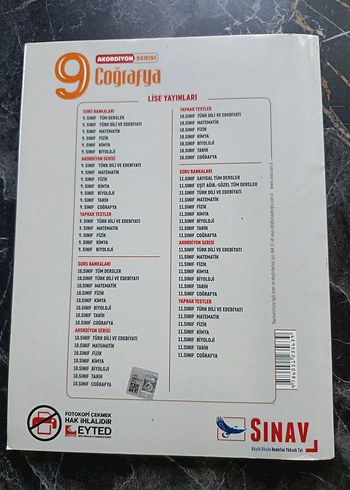 9
AKORDİYON SERİSİ
Coğrafya
LİSE YAYINLARI
SORU BANKALARI
9. SINIF TÜM DERSLER
9. SINIF TÜRK DİLİ VE EDEBİYATI
9. SINIF MATEMATİK
9. SINIF FİZİK
9. SINIF KİMYA
9. SINIF BİYOLOJİ
AKORDİYON SERİSİ
9. SINIF TÜRK DİLİ VE EDEBİYATI
9. SINIF MATEMATİK
9. SINIF FİZİK
9. SINIF KİMYA
9. SINIF BİYOLOJİ
9. SINIF TARİH
9. SINIF COĞRAFYA
YAPRAK TESTLER
9. SINIF TÜRK DİLİ VE EDEBİYATI
9. SINIF MATEMATİK
9. SINIF FİZİK
9. SINIF KİMYA
9. SINIF BİYOLOJİ
SORU BANKALARI
10.SINIF TÜM DERSLER
10.SINIF TÜRK DİLİ VE EDEBİYATI
10.SINIF MATEMATİK
10.SINIF FİZİK
10.SINIF KİMYA
10.SINIF BİYOLOJİ
10.SINIF TARİH
10.SINIF COĞRAFYA
AKORDİYON SERİSİ
10.SINIF TÜRK DİLİ VE EDEBİYATI
10.SINIF MATEMATİK
10.SINIF FİZİK
10.SINIF KİMYA
10.SINIF BİYOLOJİ
10.SINIF TARİH
10.SINIF COĞRAFYA
YAPRAK TESTLER
10.SINIF TÜRK DİLİ VE EDEBİYATI
10.SINIF MATEMATİK
10.SINIF FİZİK
10.SINIF KİMYA
10.SINIF BİYOLOJİ
10.SINIF TARİH
10.SINIF COĞRAFYA
SORU BANKALARI
11.SINIF SAYISAL TÜM DERSLER
11.SINIF EŞİT AĞIR.-SÖZEL TÜM DERSLER
11.SINIF TÜRK DİLİ VE EDEBİYATI
11.SINIF MATEMATİK
11.SINIF FİZİK
11.SINIF KİMYA
11.SINIF BİYOLOJİ
11.SINIF TARİH
11.SINIF COĞRAFYA
AKORDİYON SERİSİ
11.SINIF TÜRK DİLİ VE EDEBİYATI
11.SINIF MATEMATİK
11.SINIF FİZİK
11.SINIF KİMYA
11.SINIF BİYOLOJİ
11.SINIF TARİH
11.SINIF COĞRAFYA
YAPRAK TESTLER
11.SINIF TÜRK DİLİ VE EDEBİYATI
11.SINIF MATEMATİK
11.SINIF FİZİK
11.SINIF KİMYA
11.SINIF BİYOLOJİ
11.SINIF TARİH
11.SINIF COĞRAFYA
FOTOKOPİ ÇEKMEK
HAK İHLALİDİR
EYTED
SINAV
Büyük Düşün Hedefini Yüksek Tut